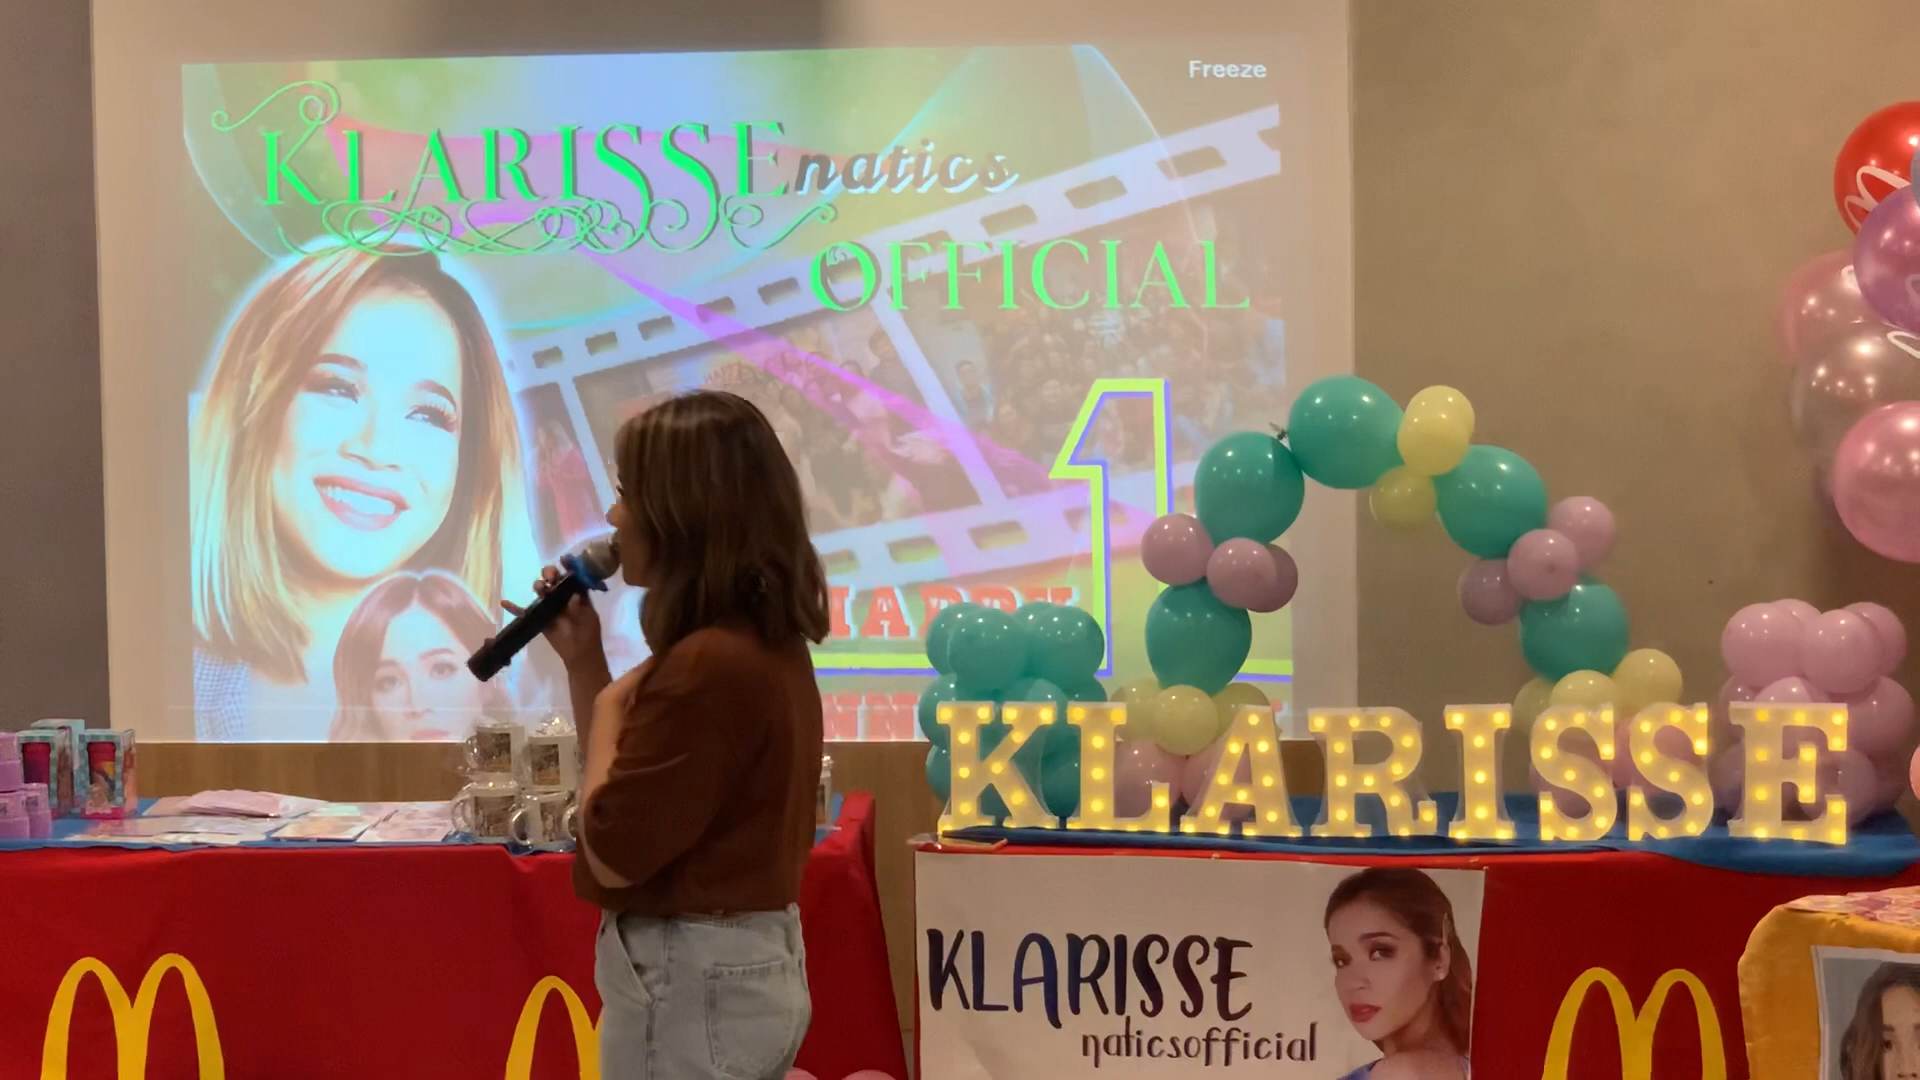 Freeze
KLARISSEnatics
OFFICIAL
1
KLARISSE
KLARISSE
naticsofficial